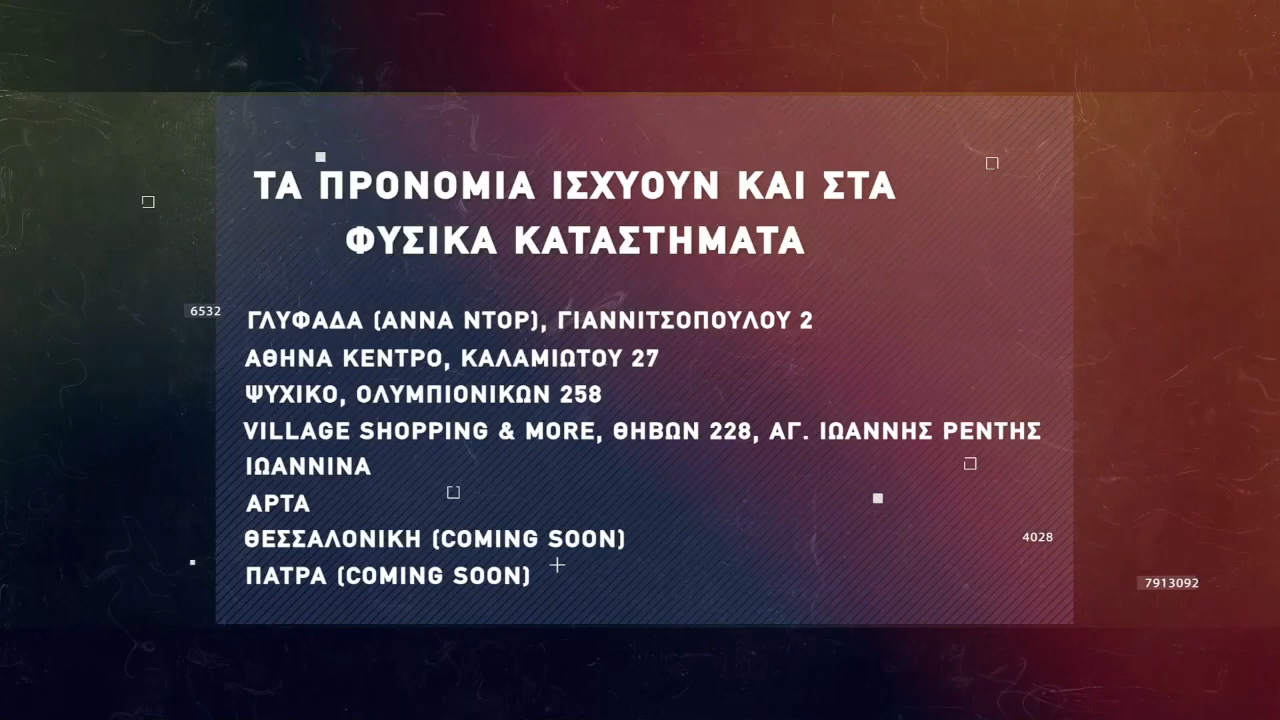 ΤΑ ΠΡΟΝΟΜΙΑ ΙΣΧΥΟΥΝ ΚΑΙ ΣΤΑ
ΦΥΣΙΚΑ ΚΑΤΑΣΤΗΜΑΤΑ
6532
ΓΛΥΦΑΔΑ (ΑΝΝΑ ΝΤΟΡ), ΓΙΑΝΝΙΤΣΟΠΟΥΛΟΥ 2
ΑΘΗΝΑ ΚΕΝΤΡΟ, ΚΑΛΑΜΙΩΤΟΥ 27
ΨΥΧΙΚΟ, ΟΛΥΜΠΙΟΝΙΚΩΝ 258
VILLAGE SHOPPING & MORE, ΘΗΒΩΝ 228, ΑΓ. ΙΩΑΝΝΗΣ ΡΕΝΤΗΣ
ΙΩΑΝΝΙΝΑ
ΑΡΤΑ
ΘΕΣΣΑΛΟΝΙΚΗ (COMING SOON)
4028
ΠΑΤΡΑ (COMING SOON)
7913092